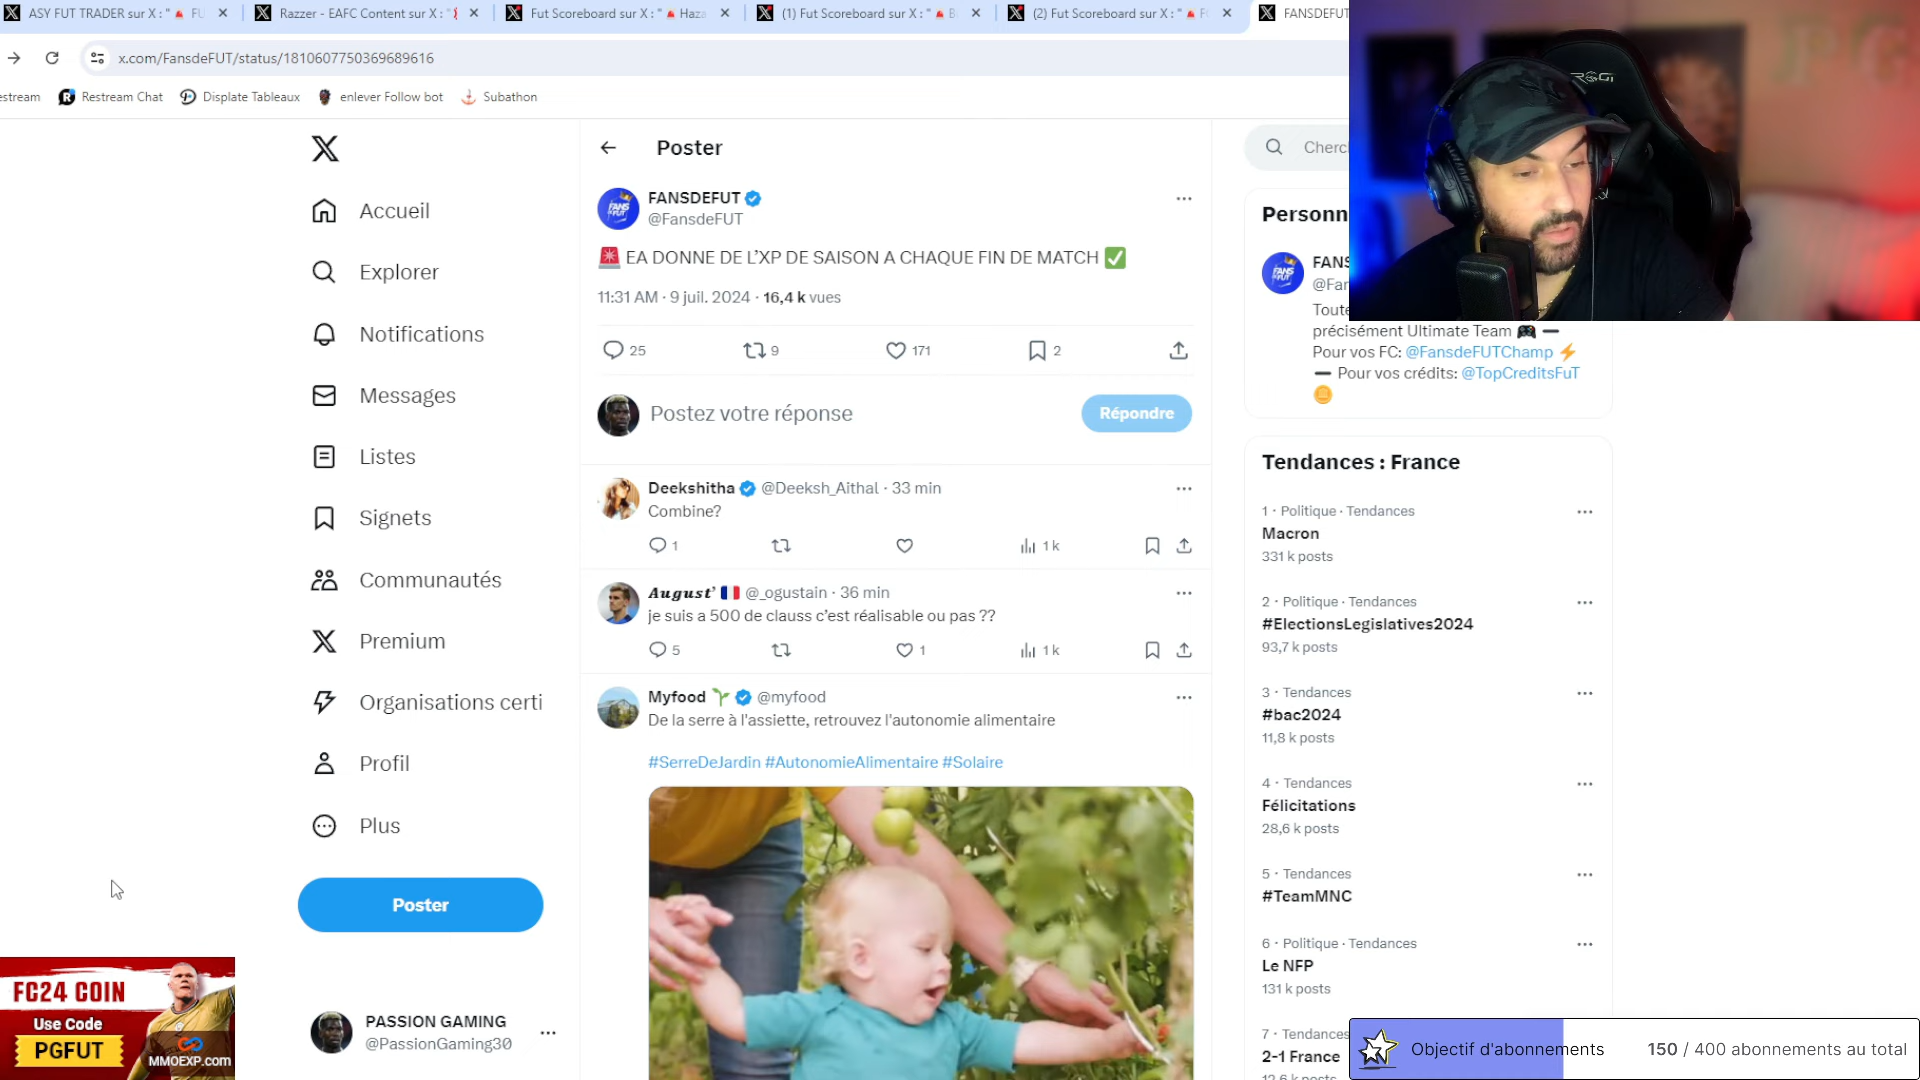 ASY FUT TRADER sur X : "
Razzer - EAFC Content sur X : "
Fut Scoreboard sur X : " Haza
(1) Fut Scoreboard sur X : "
(2) Fut Scoreboard sur X : "
FANSDEFUT
x.com/FansdeFUT/status/1810607750369689616
estream
Restream Chat
Displate Tableaux
enlever Follow bot
Subathon
Accueil
Explorer
Notifications
Messages
Listes
Signets
Communautés
Premium
Organisations certi
Profil
Plus
Poster
PASSION GAMING
@PassionGaming30
FC24 COIN
Use Code
PGFUT
MMOEXP.com
Poster
FANSDEFUT
@FansdeFUT
🚨 EA DONNE DE L'XP DE SAISON A CHAQUE FIN DE MATCH ✅
11:31 AM · 9 juil. 2024 · 16,4 k vues
25 9 171 2
Postez votre réponse
Répondre
Deekshitha @Deeksh_Aithal · 33 min
Combine?
1 1 k
August' 🇫🇷 @_ogustain · 36 min
je suis a 500 de clauss c'est réalisable ou pas ??
5 1 1 k
Myfood 🌱 @myfood
De la serre à l'assiette, retrouvez l'autonomie alimentaire
#SerreDeJardin #AutonomieAlimentaire #Solaire
Cherc
Personn
FANS
@Far
Toute
précisément Ultimate Team 🎮 ➖
Pour vos FC: @FansdeFUTChamp ⚡
➖ Pour vos crédits: @TopCreditsFuT
🪙
Tendances : France
1 · Politique · Tendances
Macron
331 k posts
2 · Politique · Tendances
#ElectionsLegislatives2024
93,7 k posts
3 · Tendances
#bac2024
11,8 k posts
4 · Tendances
Félicitations
28,6 k posts
5 · Tendances
#TeamMNC
6 · Politique · Tendances
Le NFP
131 k posts
7 · Tendances
2-1 France
Objectif d'abonnements 150 / 400 abonnements au total